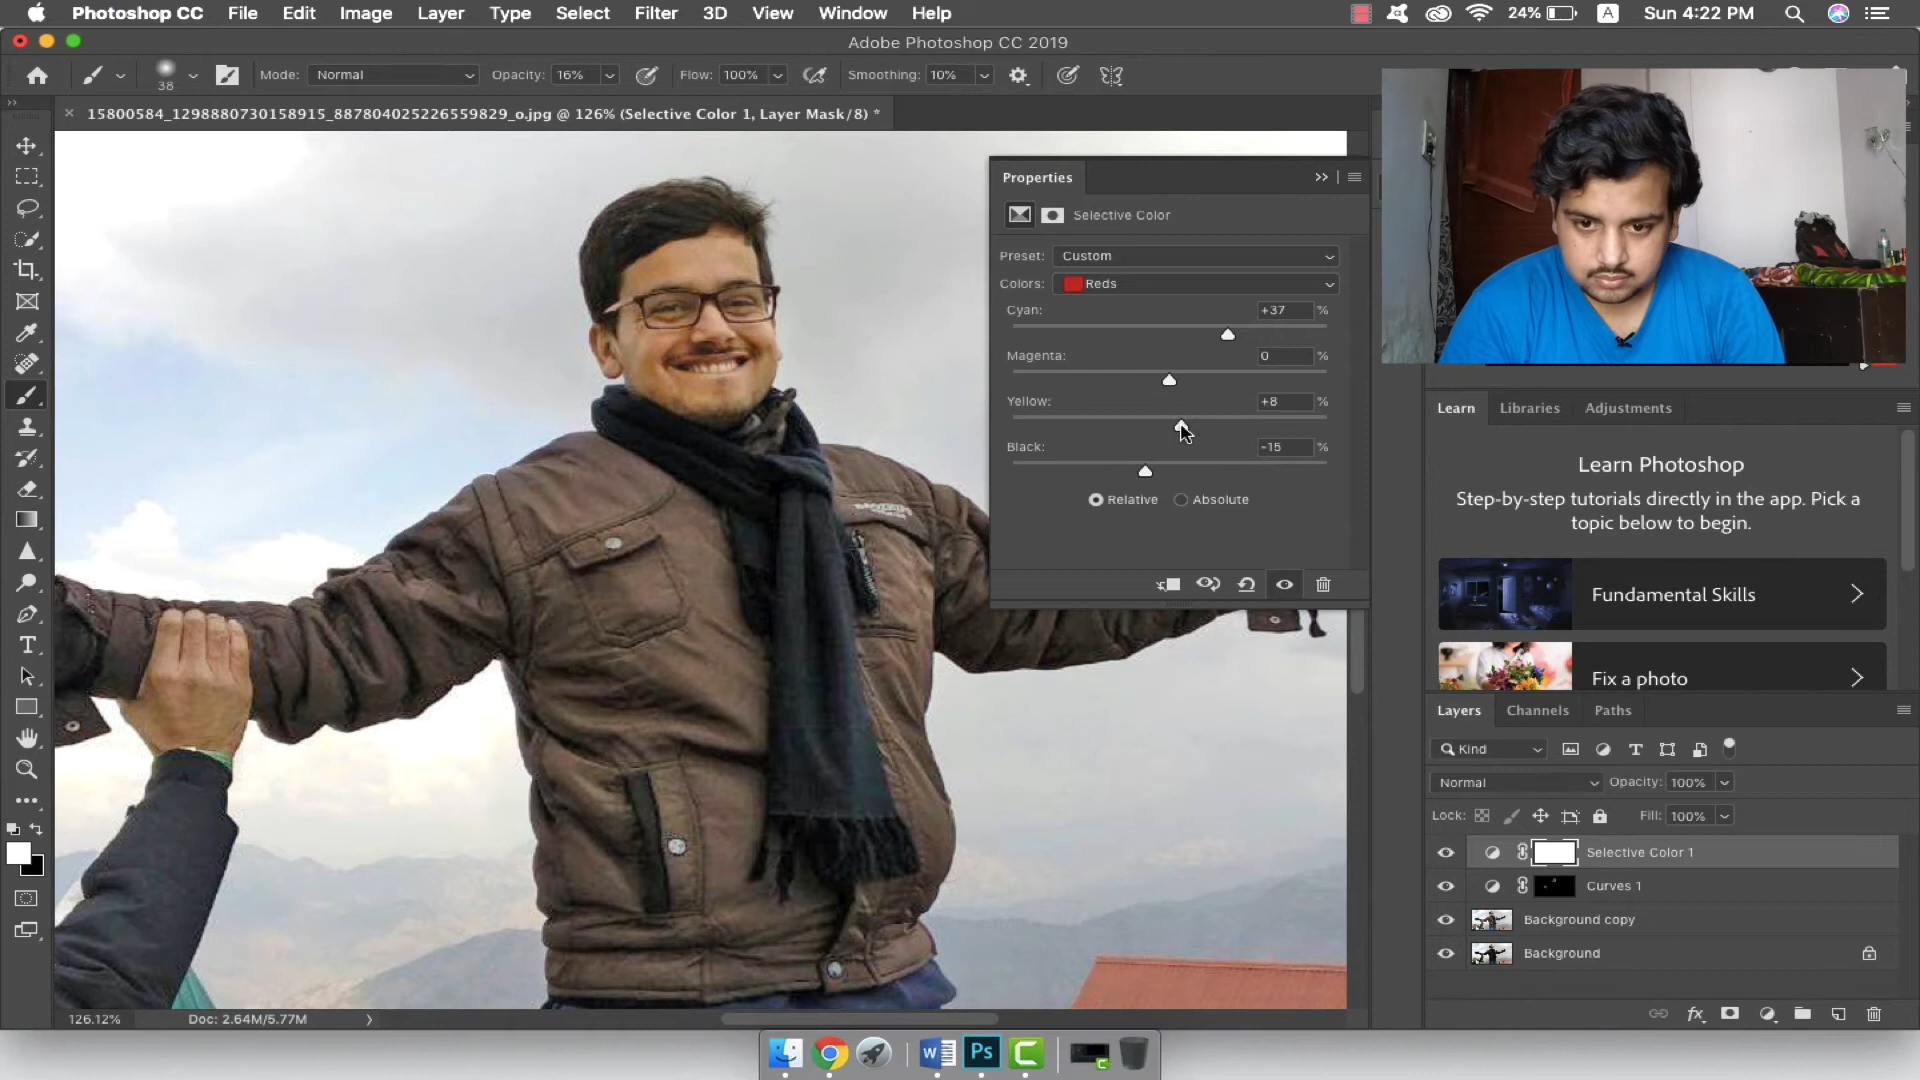 Photoshop CC File Edit Image Layer Type Select Filter 3D View Window Help 24% A Sun 4:22 PM
Adobe Photoshop CC 2019
38 Mode: Normal Opacity: 16% Flow: 100% Smoothing: 10%
15800584_1298880730158915_887804025226559829_o.jpg @ 126% (Selective Color 1, Layer Mask/8) *
Properties
Selective Color
Preset: Custom
Colors: Reds
Cyan: +37 %
Magenta: 0 %
Yellow: +8 %
Black: -15 %
Relative Absolute
Learn Libraries Adjustments
Learn Photoshop
Step-by-step tutorials directly in the app. Pick a
topic below to begin.
Fundamental Skills
Fix a photo
Layers Channels Paths
Kind
Normal Opacity: 100%
Lock: Fill: 100%
Selective Color 1
Curves 1
Background copy
Background
126.12% Doc: 2.64M/5.77M
W Ps C